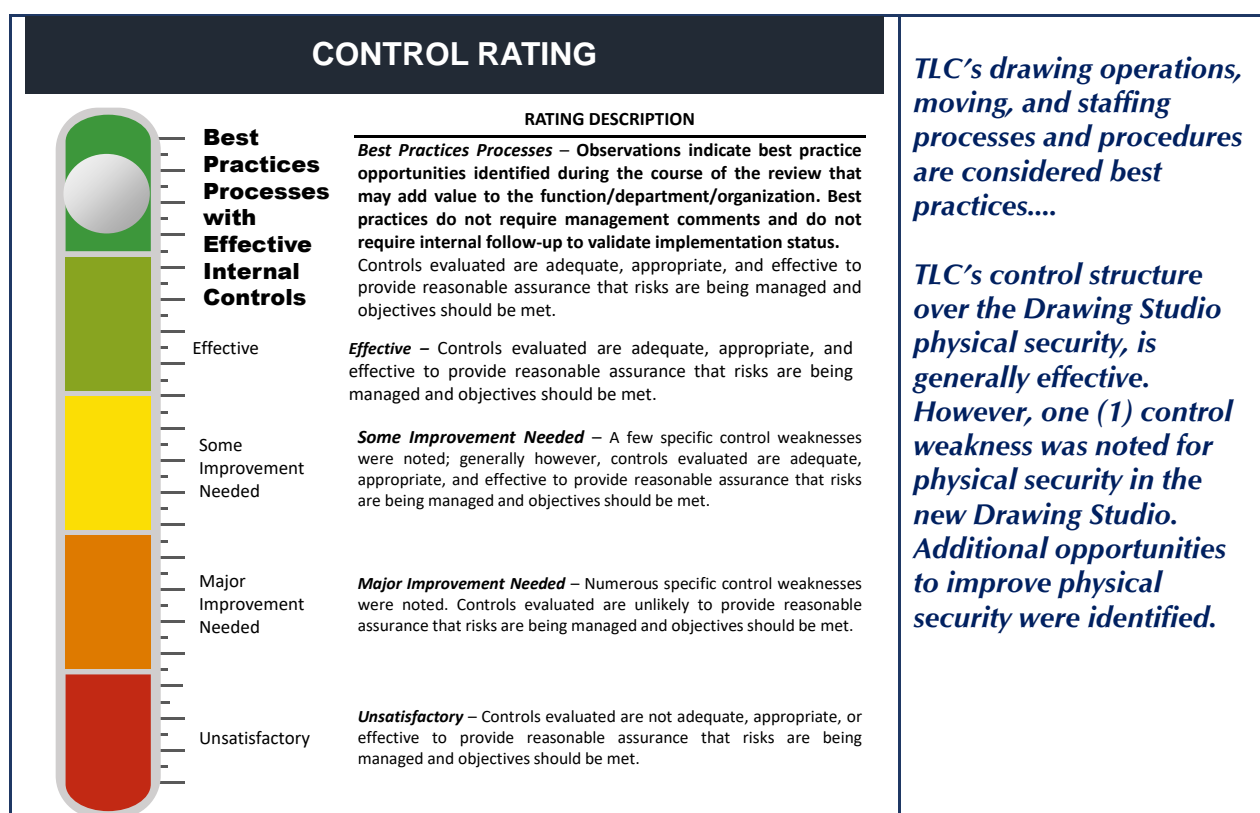 CONTROL RATING
Best
Practices
Processes
with
Effective
Internal
Controls
Effective
Some
Improvement
Needed
Major
Improvement
Needed
Unsatisfactory
RATING DESCRIPTION
Best Practices Processes – Observations indicate best practice
opportunities identified during the course of the review that
may add value to the function/department/organization. Best
practices do not require management comments and do not
require internal follow-up to validate implementation status.
Controls evaluated are adequate, appropriate, and effective to
provide reasonable assurance that risks are being managed and
objectives should be met.
Effective – Controls evaluated are adequate, appropriate, and
effective to provide reasonable assurance that risks are being
managed and objectives should be met.
Some Improvement Needed – A few specific control weaknesses
were noted; generally however, controls evaluated are adequate,
appropriate, and effective to provide reasonable assurance that risks
are being managed and objectives should be met.
Major Improvement Needed – Numerous specific control weaknesses
were noted. Controls evaluated are unlikely to provide reasonable
assurance that risks are being managed and objectives should be met.
Unsatisfactory – Controls evaluated are not adequate, appropriate, or
effective to provide reasonable assurance that risks are being
managed and objectives should be met.
TLC's drawing operations,
moving, and staffing
processes and procedures
are considered best
practices....
TLC's control structure
over the Drawing Studio
physical security, is
generally effective.
However, one (1) control
weakness was noted for
physical security in the
new Drawing Studio.
Additional opportunities
to improve physical
security were identified.